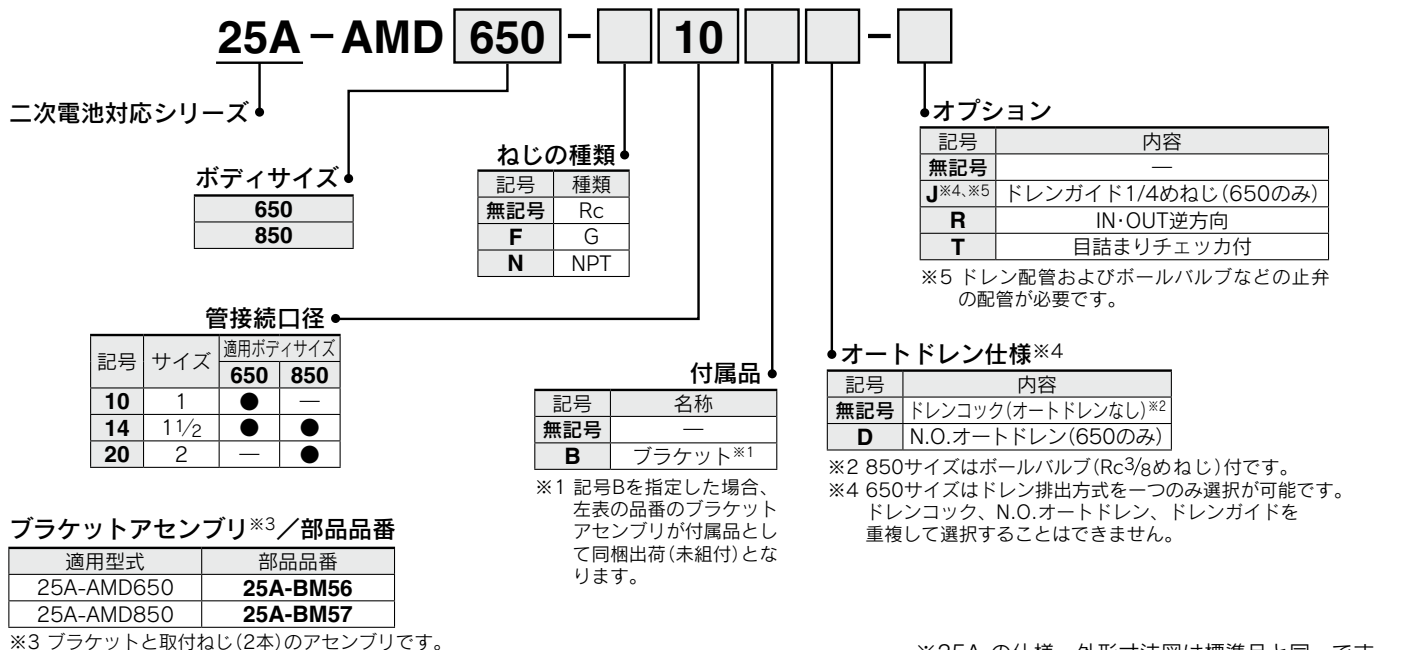 25A-AMD 650 - 10 -
二次電池対応シリーズ
ボディサイズ
650
850
ねじの種類
記号 種類
無記号 Rc
F G
N NPT
管接続口径
記号 サイズ 適用ボディサイズ
650 850
10 1 ● —
14 1 1/2 ● ●
20 2 — ●
付属品
記号 名称
無記号 —
B ブラケット※1
※1 記号Bを指定した場合、
左表の品番のブラケット
アセンブリが付属品とし
て同梱出荷(未組付)とな
ります。
オプション
記号 内容
無記号 —
J※4、※5 ドレンガイド1/4めねじ(650のみ)
R IN・OUT逆方向
T 目詰まりチェッカ付
※5 ドレン配管およびボールバルブなどの止弁
の配管が必要です。
オートドレン仕様※4
記号 内容
無記号 ドレンコック(オートドレンなし)※2
D N.O.オートドレン(650のみ)
※2 850サイズはボールバルブ(Rc3/8めねじ)付です。
※4 650サイズはドレン排出方式を一つのみ選択が可能です。
ドレンコック、N.O.オートドレン、ドレンガイドを
重複して選択することはできません。
ブラケットアセンブリ※3/部品品番
適用型式 部品品番
25A-AMD650 25A-BM56
25A-AMD850 25A-BM57
※3 ブラケットと取付ねじ(2本)のアセンブリです。